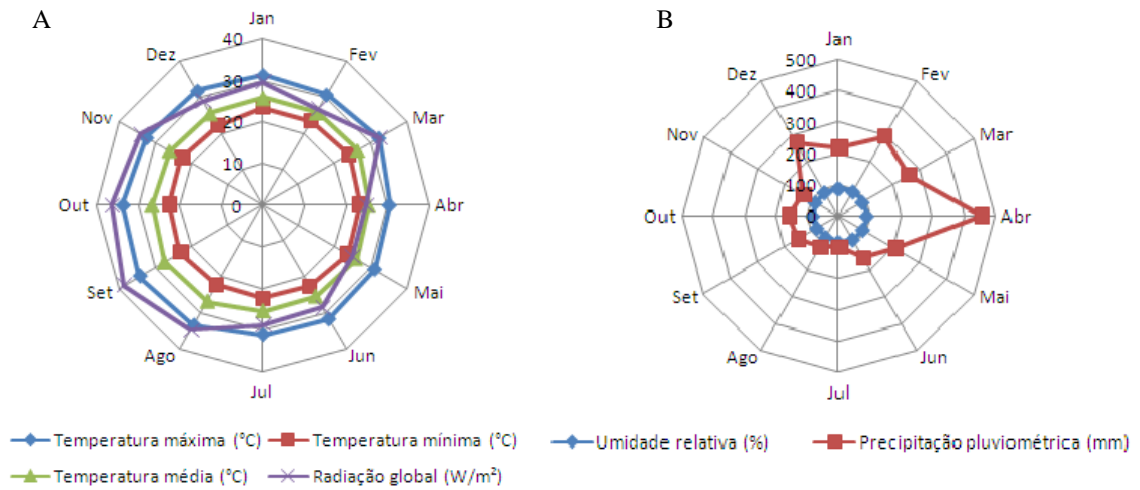 A
Jan
Fev
Mar
Abr
Mai
Jun
Jul
Ago
Set
Out
Nov
Dez
40
30
20
10
0
Temperatura máxima (°C)
Temperatura mínima (°C)
Temperatura média (°C)
Radiação global (W/m²)
B
Jan
Fev
Mar
Abr
Mai
Jun
Jul
Ago
Set
Out
Nov
Dez
500
400
300
200
100
0
Umidade relativa (%)
Precipitação pluviométrica (mm)